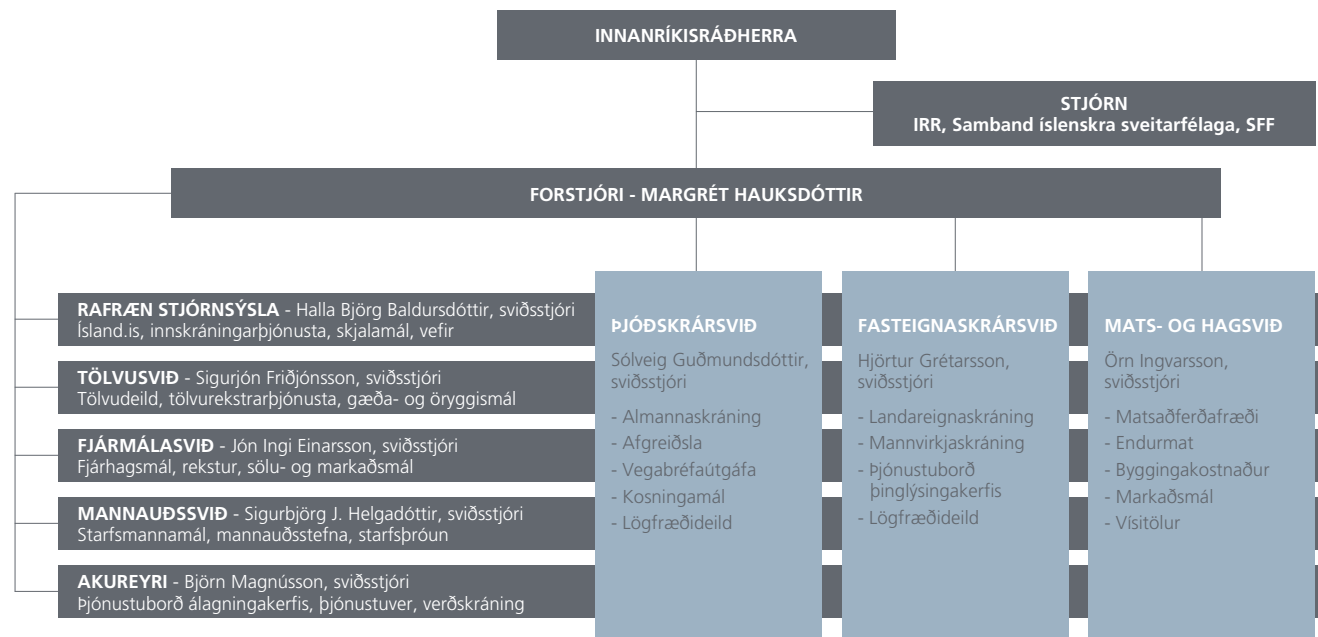 INNANRÍKISRÁÐHERRA
STJÓRN
IRR, Samband íslenskra sveitarfélaga, SFF
FORSTJÓRI - MARGRÉT HAUKSDÓTTIR
RAFRÆN STJÓRNSÝSLA - Halla Björg Baldursdóttir, sviðsstjóri
Ísland.is, innskráningarþjónusta, skjalamál, vefir
TÖLVUSVIÐ - Sigurjón Friðjónsson, sviðsstjóri
Tölvudeild, tölvurekstrarþjónusta, gæða- og öryggismál
FJÁRMÁLASVIÐ - Jón Ingi Einarsson, sviðsstjóri
Fjárhagsmál, rekstur, sölu- og markaðsmál
MANNAUÐSSVIÐ - Sigurbjörg J. Helgadóttir, sviðsstjóri
Starfsmannamál, mannauðsstefna, starfsþróun
AKUREYRI - Björn Magnússon, sviðsstjóri
Þjónustuborð álagningakerfis, þjónustuver, verðskráning
ÞJÓÐSKRÁRSVIÐ
Sólveig Guðmundsdóttir,
sviðsstjóri
- Almannaskráning
- Afgreiðsla
- Vegabréfaútgáfa
- Kosningamál
- Lögfræðideild
FASTEIGNASKRÁRSVIÐ
Hjörtur Grétarsson,
sviðsstjóri
- Landareignaskráning
- Mannvirkjaskráning
- Þjónustuborð
þinglýsingakerfis
- Lögfræðideild
MATS- OG HAGSVIÐ
Örn Ingvarsson,
sviðsstjóri
- Matsaðferðafræði
- Endurmat
- Byggingakostnaður
- Markaðsmál
- Vísitölur